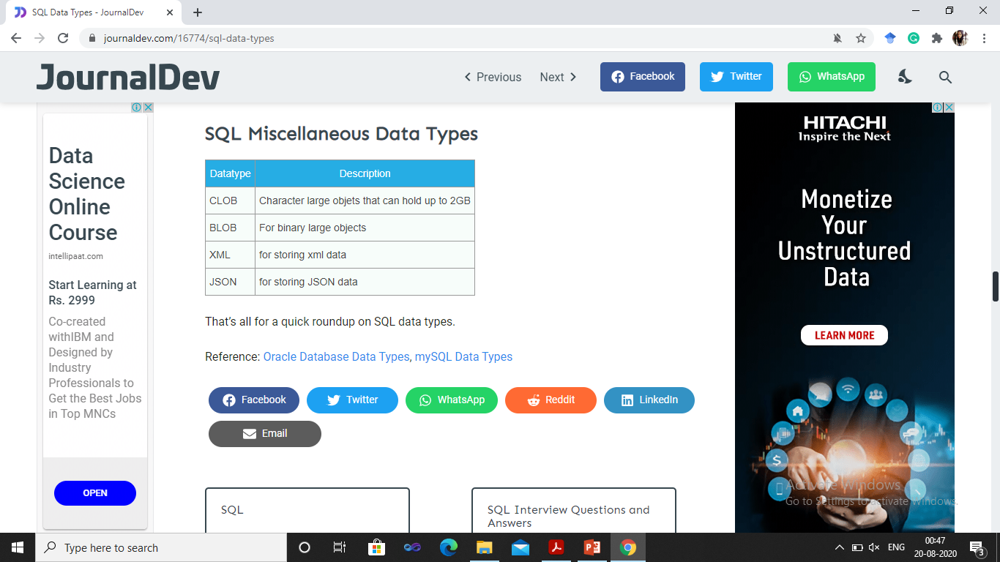 SQL Data Types - JournalDev
journaldev.com/16774/sql-data-types
JournalDev
Previous Next
Facebook
Twitter
WhatsApp
Data
Science
Online
Course
intellipaat.com
Start Learning at
Rs. 2999
Co-created
withIBM and
Designed by
Industry
Professionals to
Get the Best Jobs
in Top MNCs
OPEN
SQL Miscellaneous Data Types
Datatype Description
CLOB Character large objets that can hold up to 2GB
BLOB For binary large objects
XML for storing xml data
JSON for storing JSON data
That's all for a quick roundup on SQL data types.
Reference: Oracle Database Data Types, mySQL Data Types
Facebook Twitter WhatsApp Reddit LinkedIn
Email
SQL
SQL Interview Questions and
Answers
HITACHI
Inspire the Next
Monetize
Your
Unstructured
Data
LEARN MORE
Activate Windows
Go to Settings to activate Windows.
Type here to search
ENG
00:47
20-08-2020
3